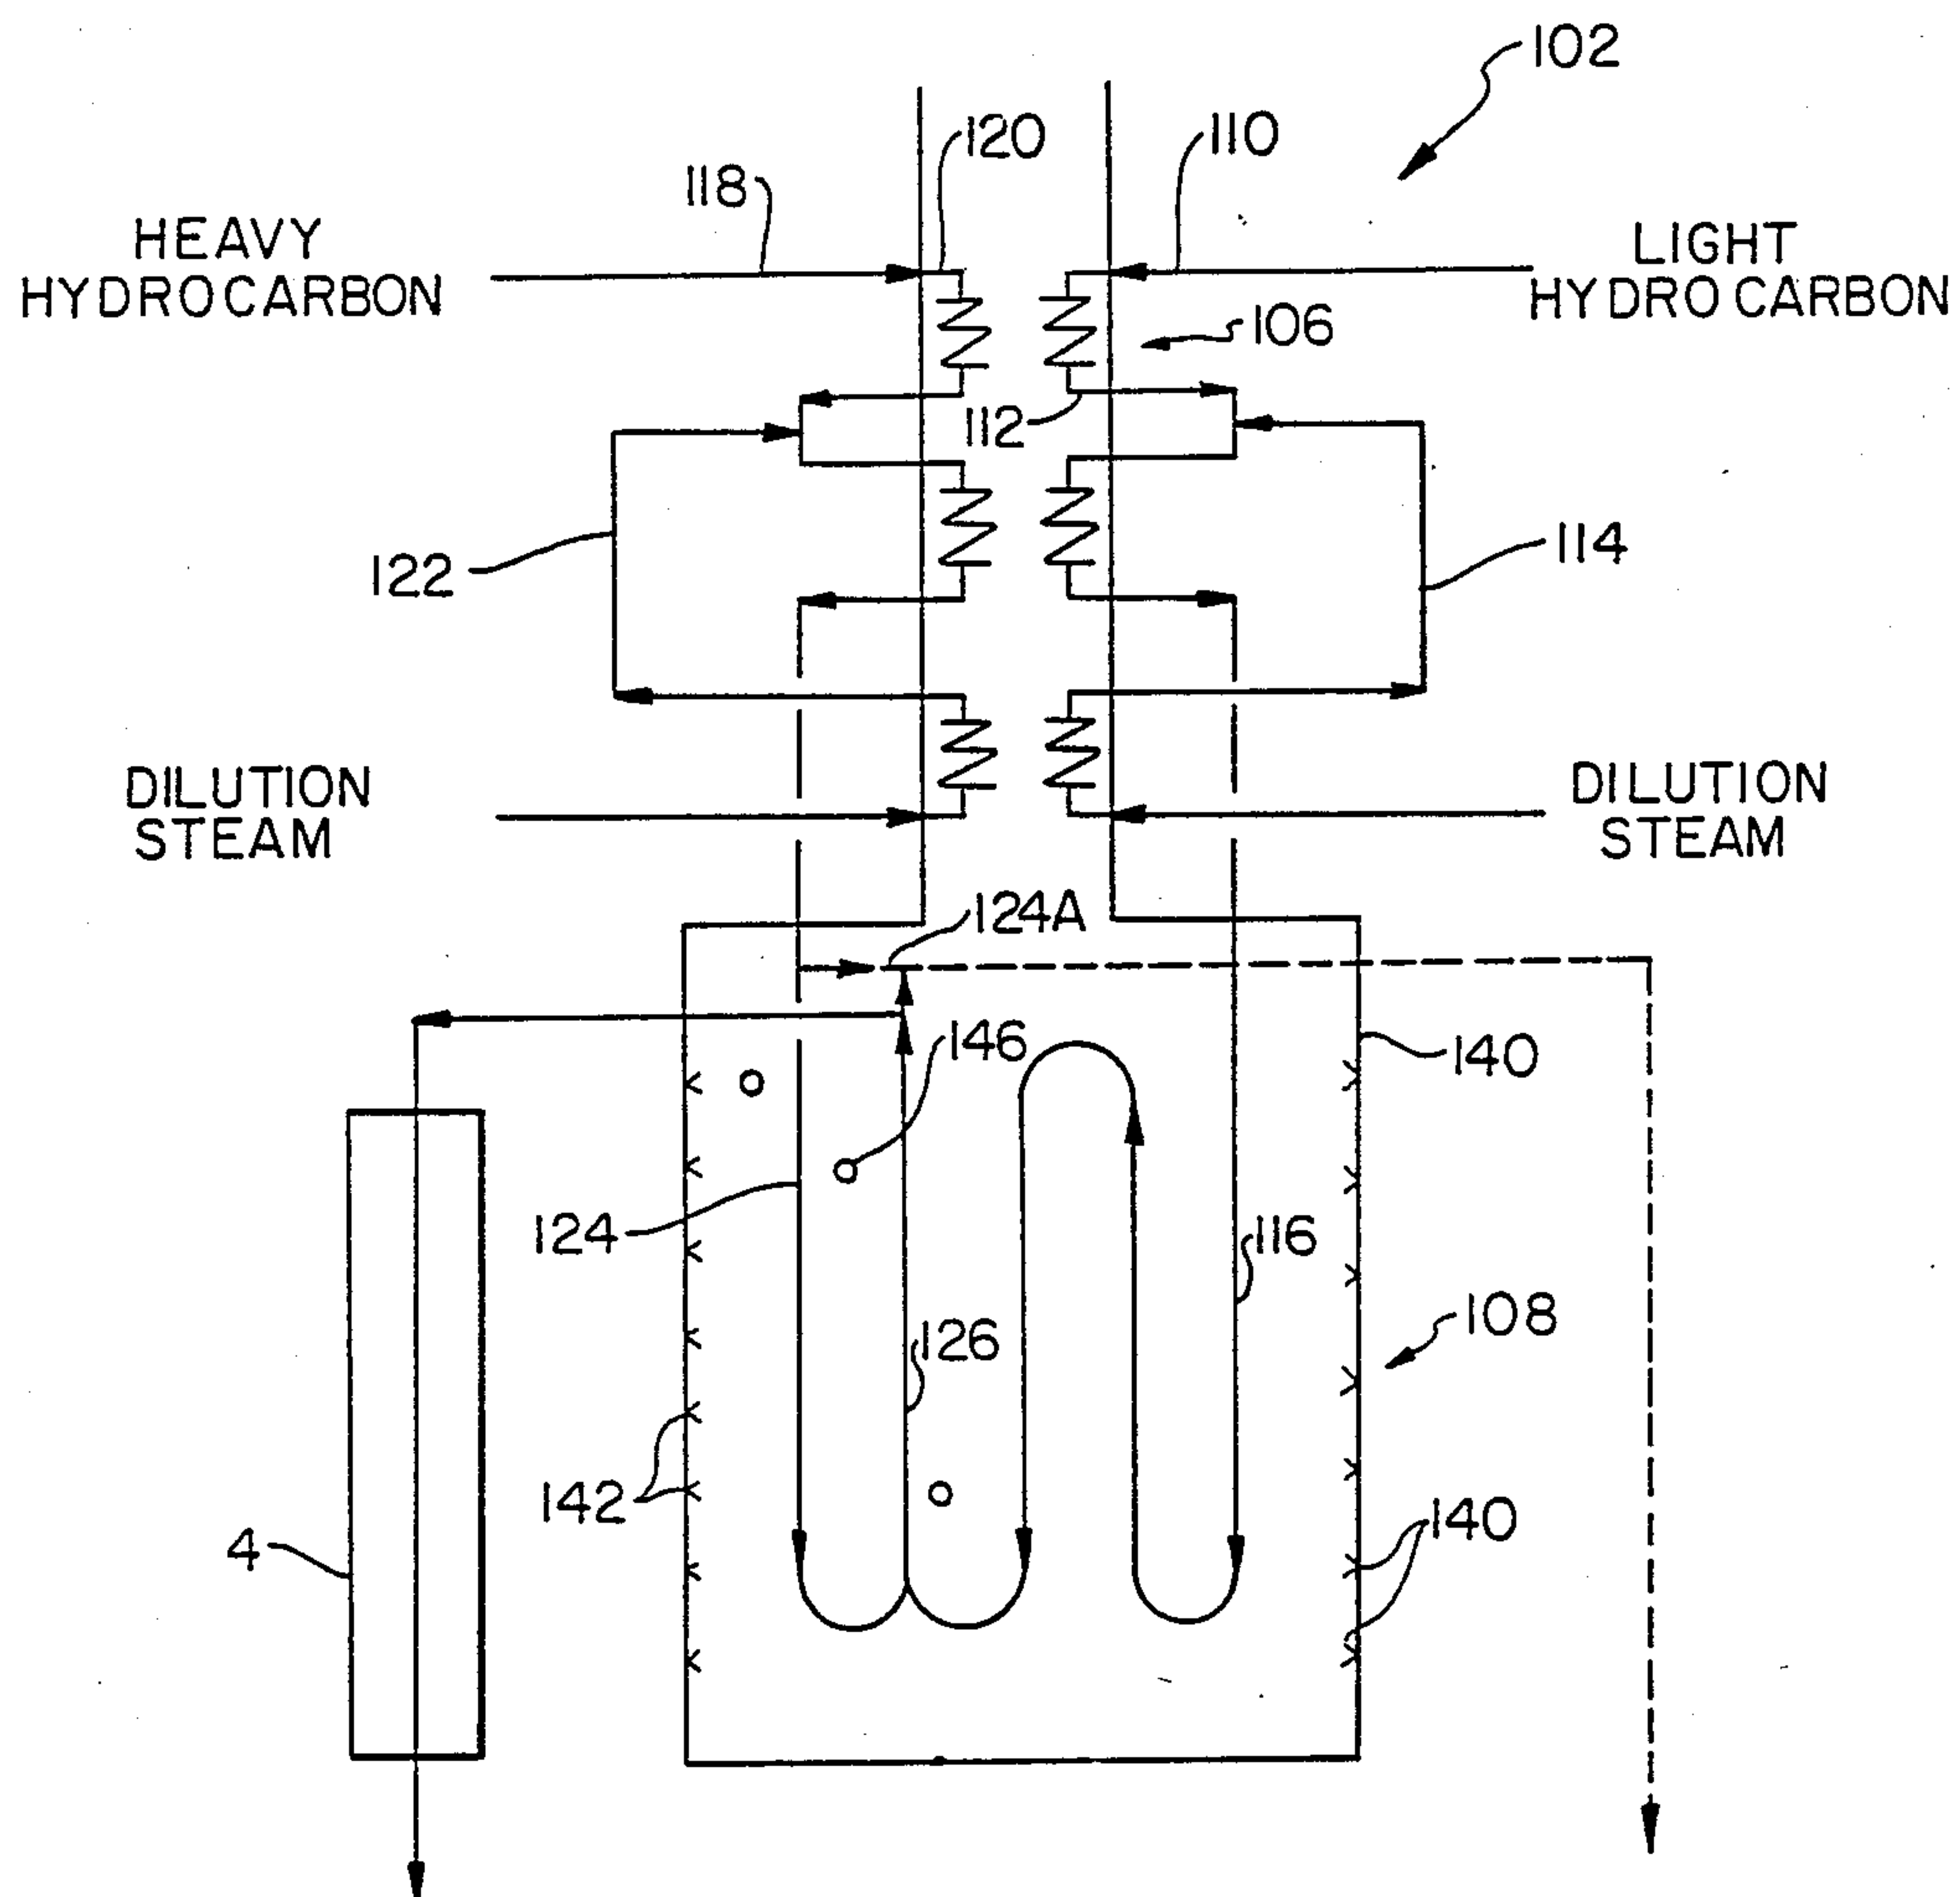 102
120
110
118
HEAVY
HYDROCARBON
LIGHT
HYDROCARBON
106
112
122
114
DILUTION
STEAM
DILUTION
STEAM
124A
146
140
124
116
108
126
142
140
4